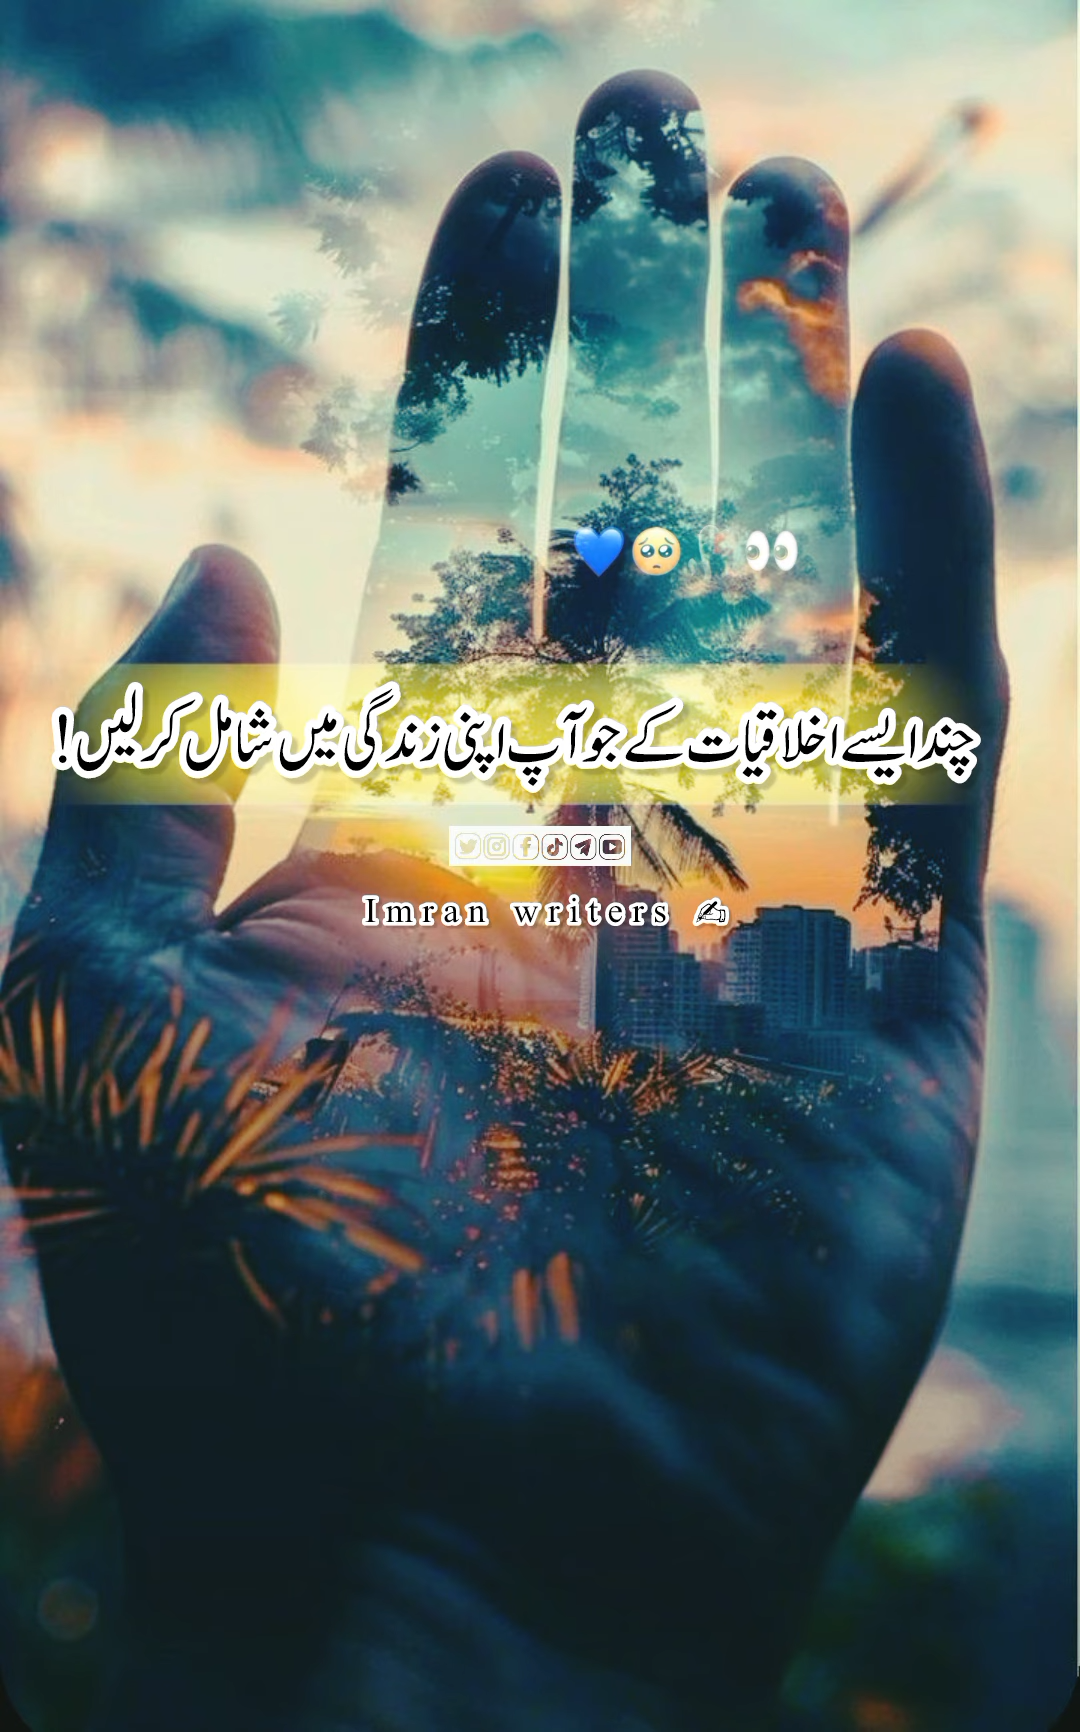 💙🥺🥀👀
چند ایسے اخلاقیات کے جو آپ اپنی زندگی میں شامل کر لیں!
Imran writers ✍